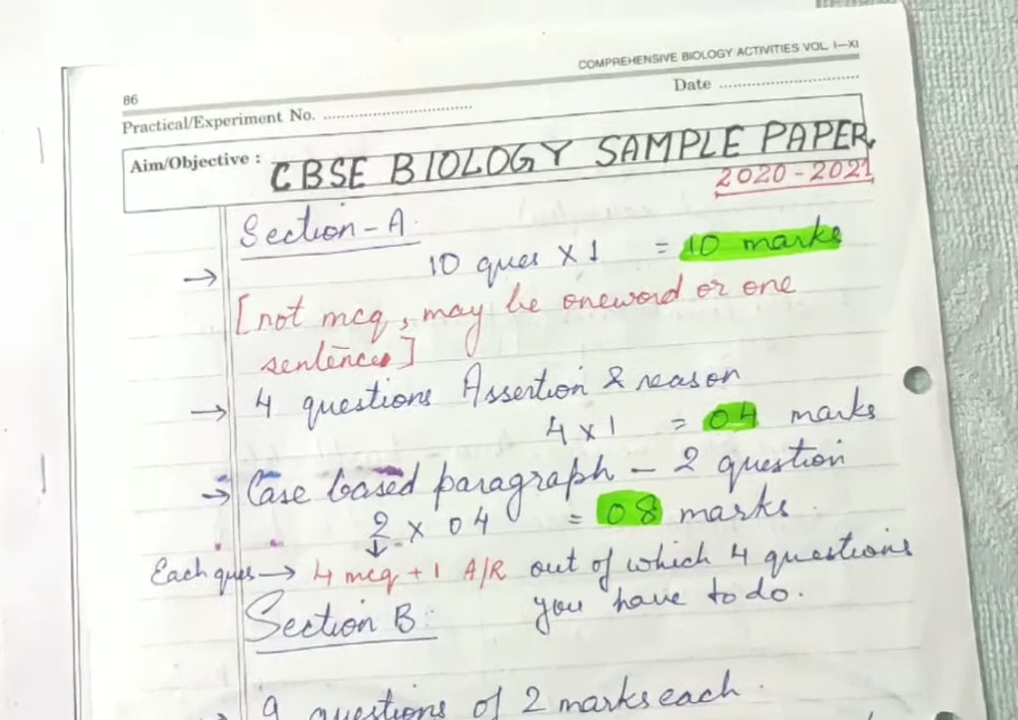 COMPREHENSIVE BIOLOGY ACTIVITIES VOL. I—XI
86
Practical/Experiment No. ............................................
Date ..........................................
Aim/Objective : CBSE BIOLOGY SAMPLE PAPER.
2020-2021
Section-A
→ 10 ques X 1 = 10 marks
[not mcq, may be oneword or one
sentences]
→ 4 questions Assertion & reason
4 x 1 = 04 marks
→ Case based paragraph - 2 question
2 x 04 = 08 marks
↓
Each ques → 4 mcq + 1 A/R out of which 4 questions
you have to do.
Section B:
→ 9 questions of 2 marks each.